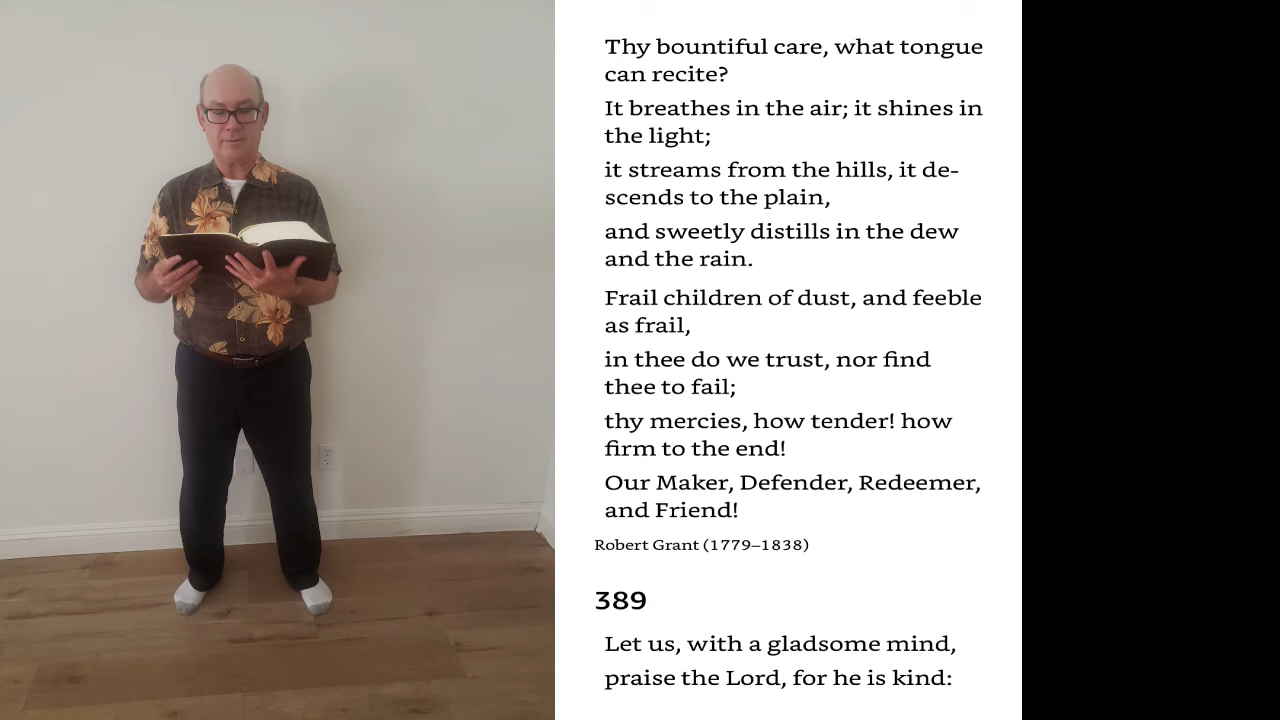 Thy bountiful care, what tongue
can recite?
It breathes in the air; it shines in
the light;
it streams from the hills, it de-
scends to the plain,
and sweetly distills in the dew
and the rain.
Frail children of dust, and feeble
as frail,
in thee do we trust, nor find
thee to fail;
thy mercies, how tender! how
firm to the end!
Our Maker, Defender, Redeemer,
and Friend!
Robert Grant (1779–1838)
389
Let us, with a gladsome mind,
praise the Lord, for he is kind: